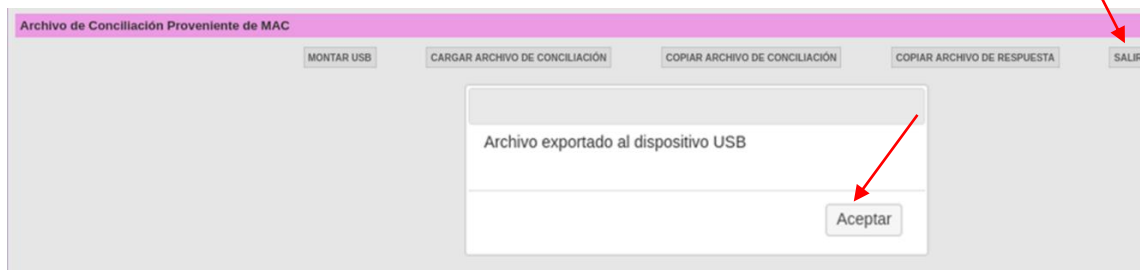 Archivo de Conciliación Proveniente de MAC
MONTAR USB CARGAR ARCHIVO DE CONCILIACIÓN COPIAR ARCHIVO DE CONCILIACIÓN COPIAR ARCHIVO DE RESPUESTA SALIR
Archivo exportado al dispositivo USB
Aceptar